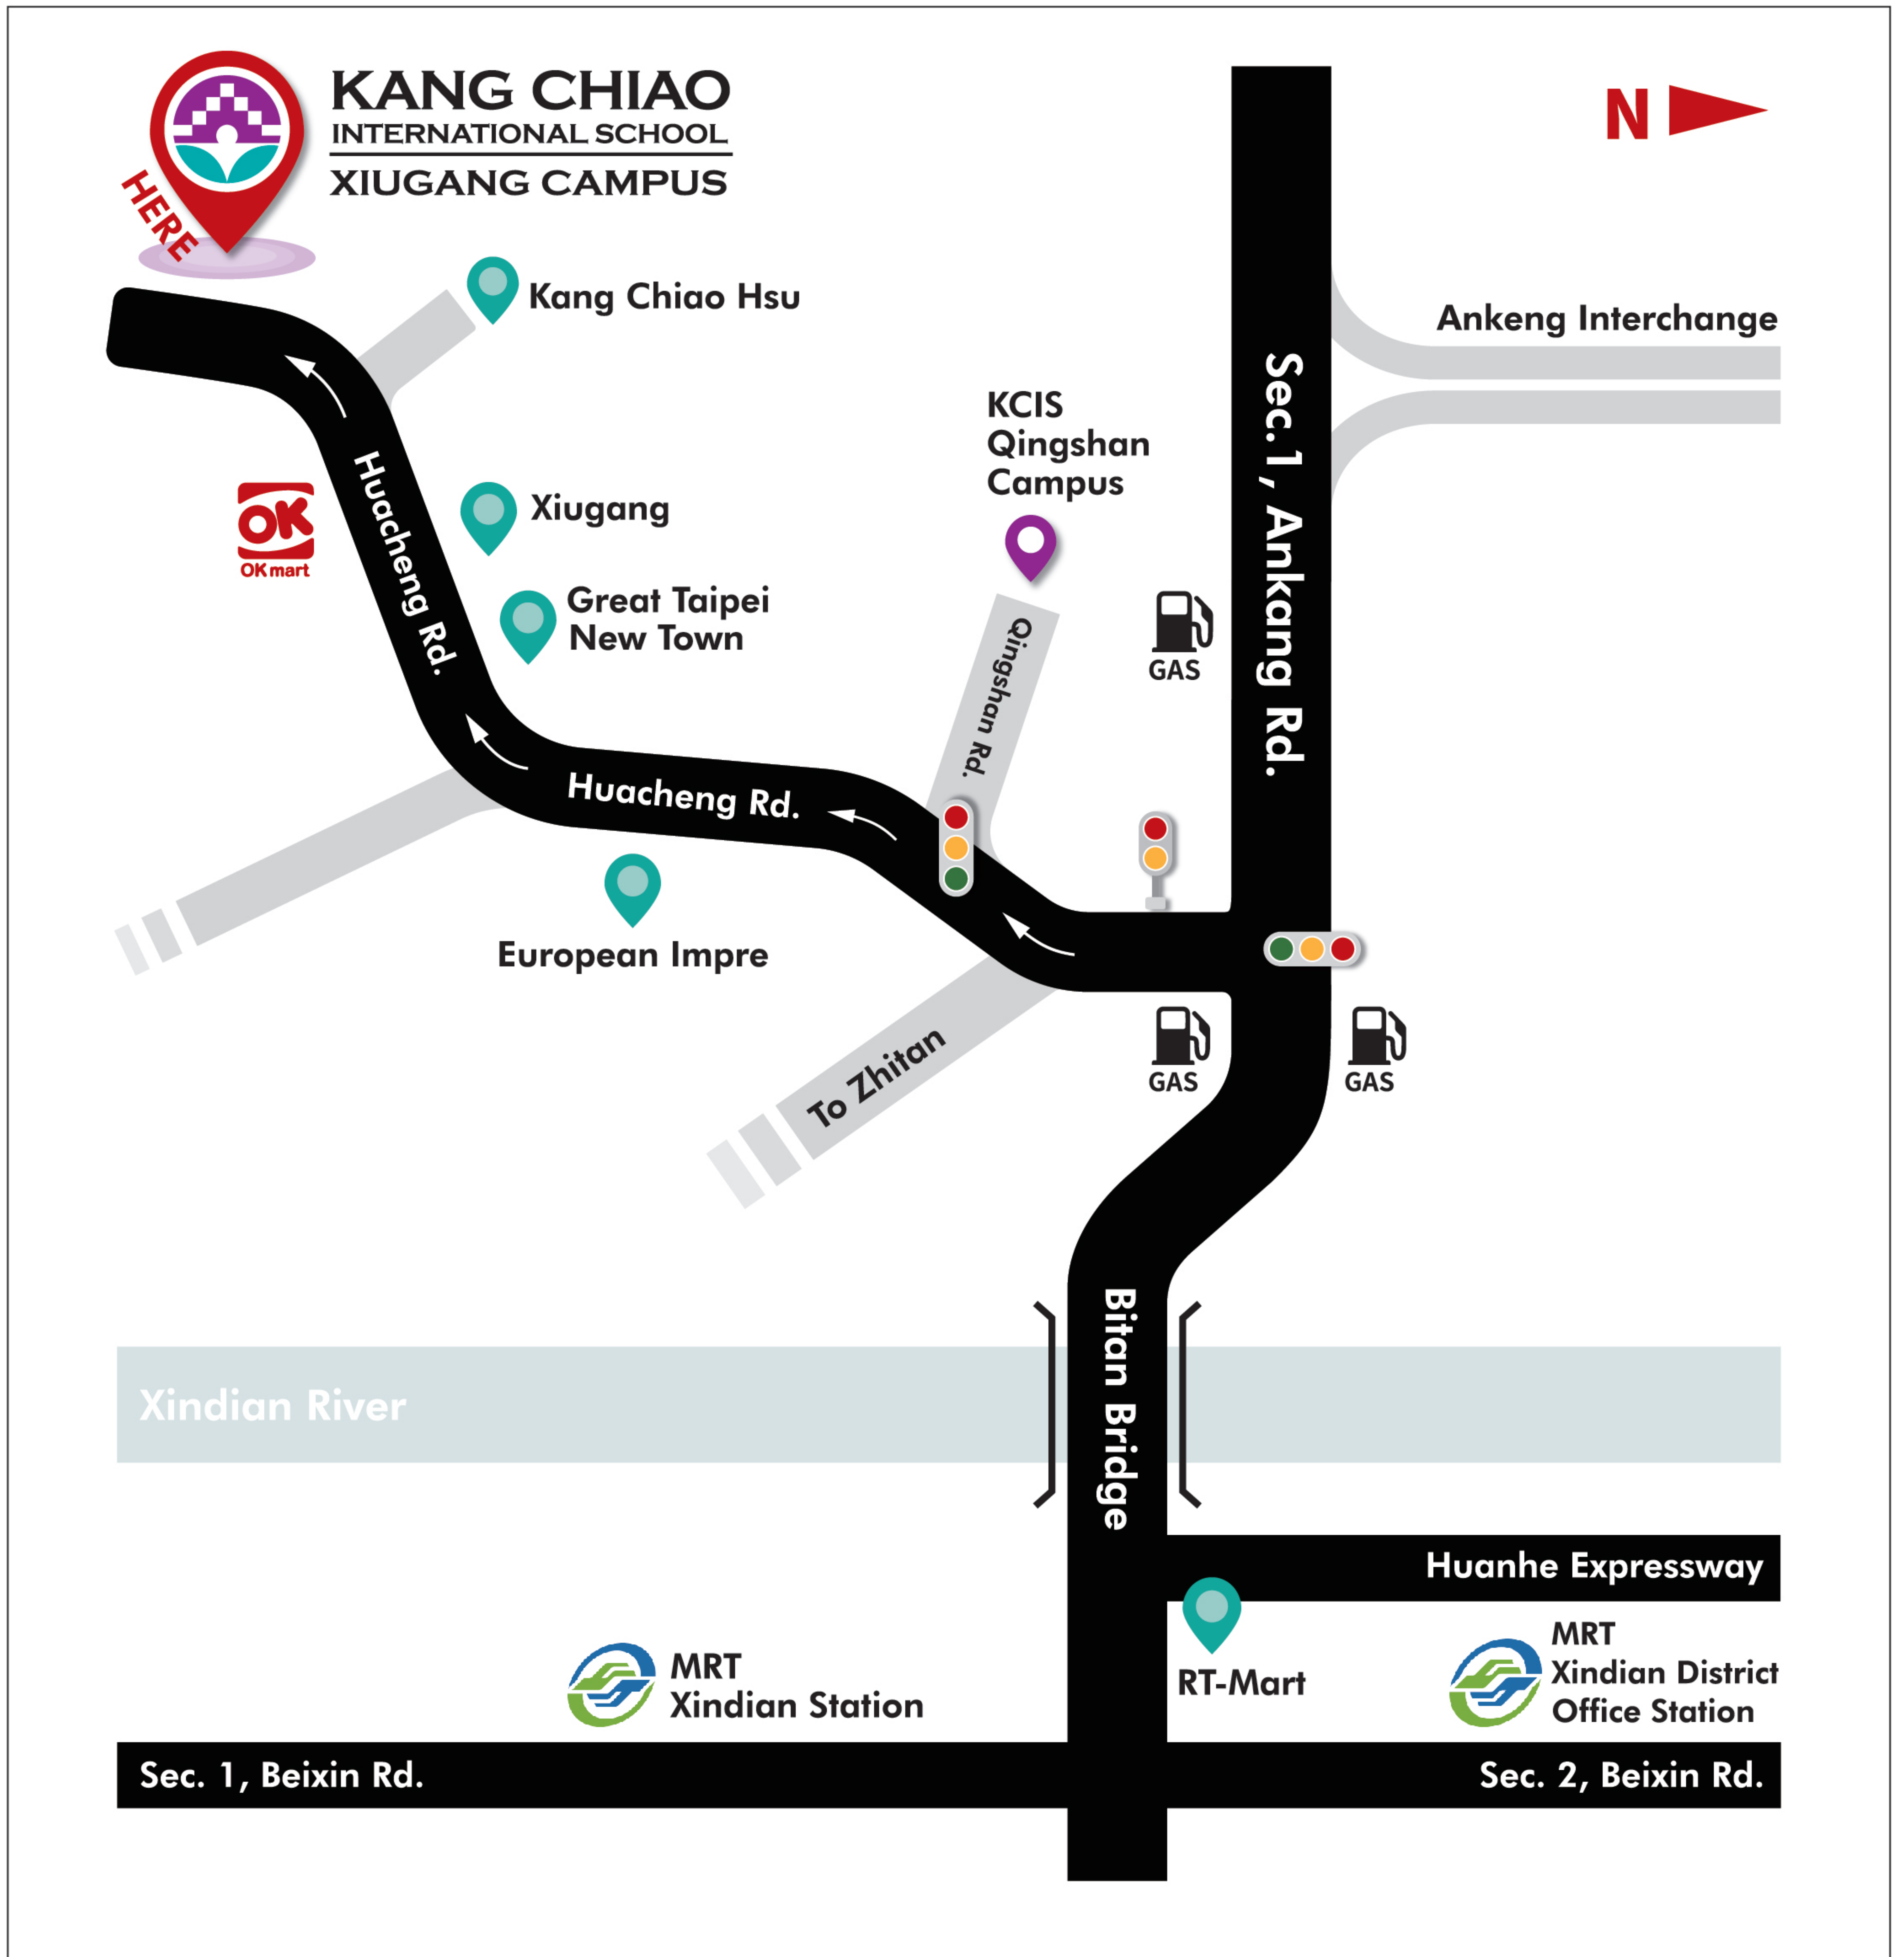 KANG CHIAO
INTERNATIONAL SCHOOL
XIUGANG CAMPUS
N
HERE
Kang Chiao Hsu
Ankeng Interchange
Sec.1, Ankang Rd.
KCIS
Qingshan
Campus
Huacheng Rd.
OK
OK mart
Xiugang
Great Taipei
New Town
Qingshan Rd.
GAS
Huacheng Rd.
European Impre
To Zhitan
GAS
GAS
Bitan Bridge
Xindian River
Huanhe Expressway
MRT
Xindian Station
RT-Mart
MRT
Xindian District
Office Station
Sec. 1, Beixin Rd.
Sec. 2, Beixin Rd.